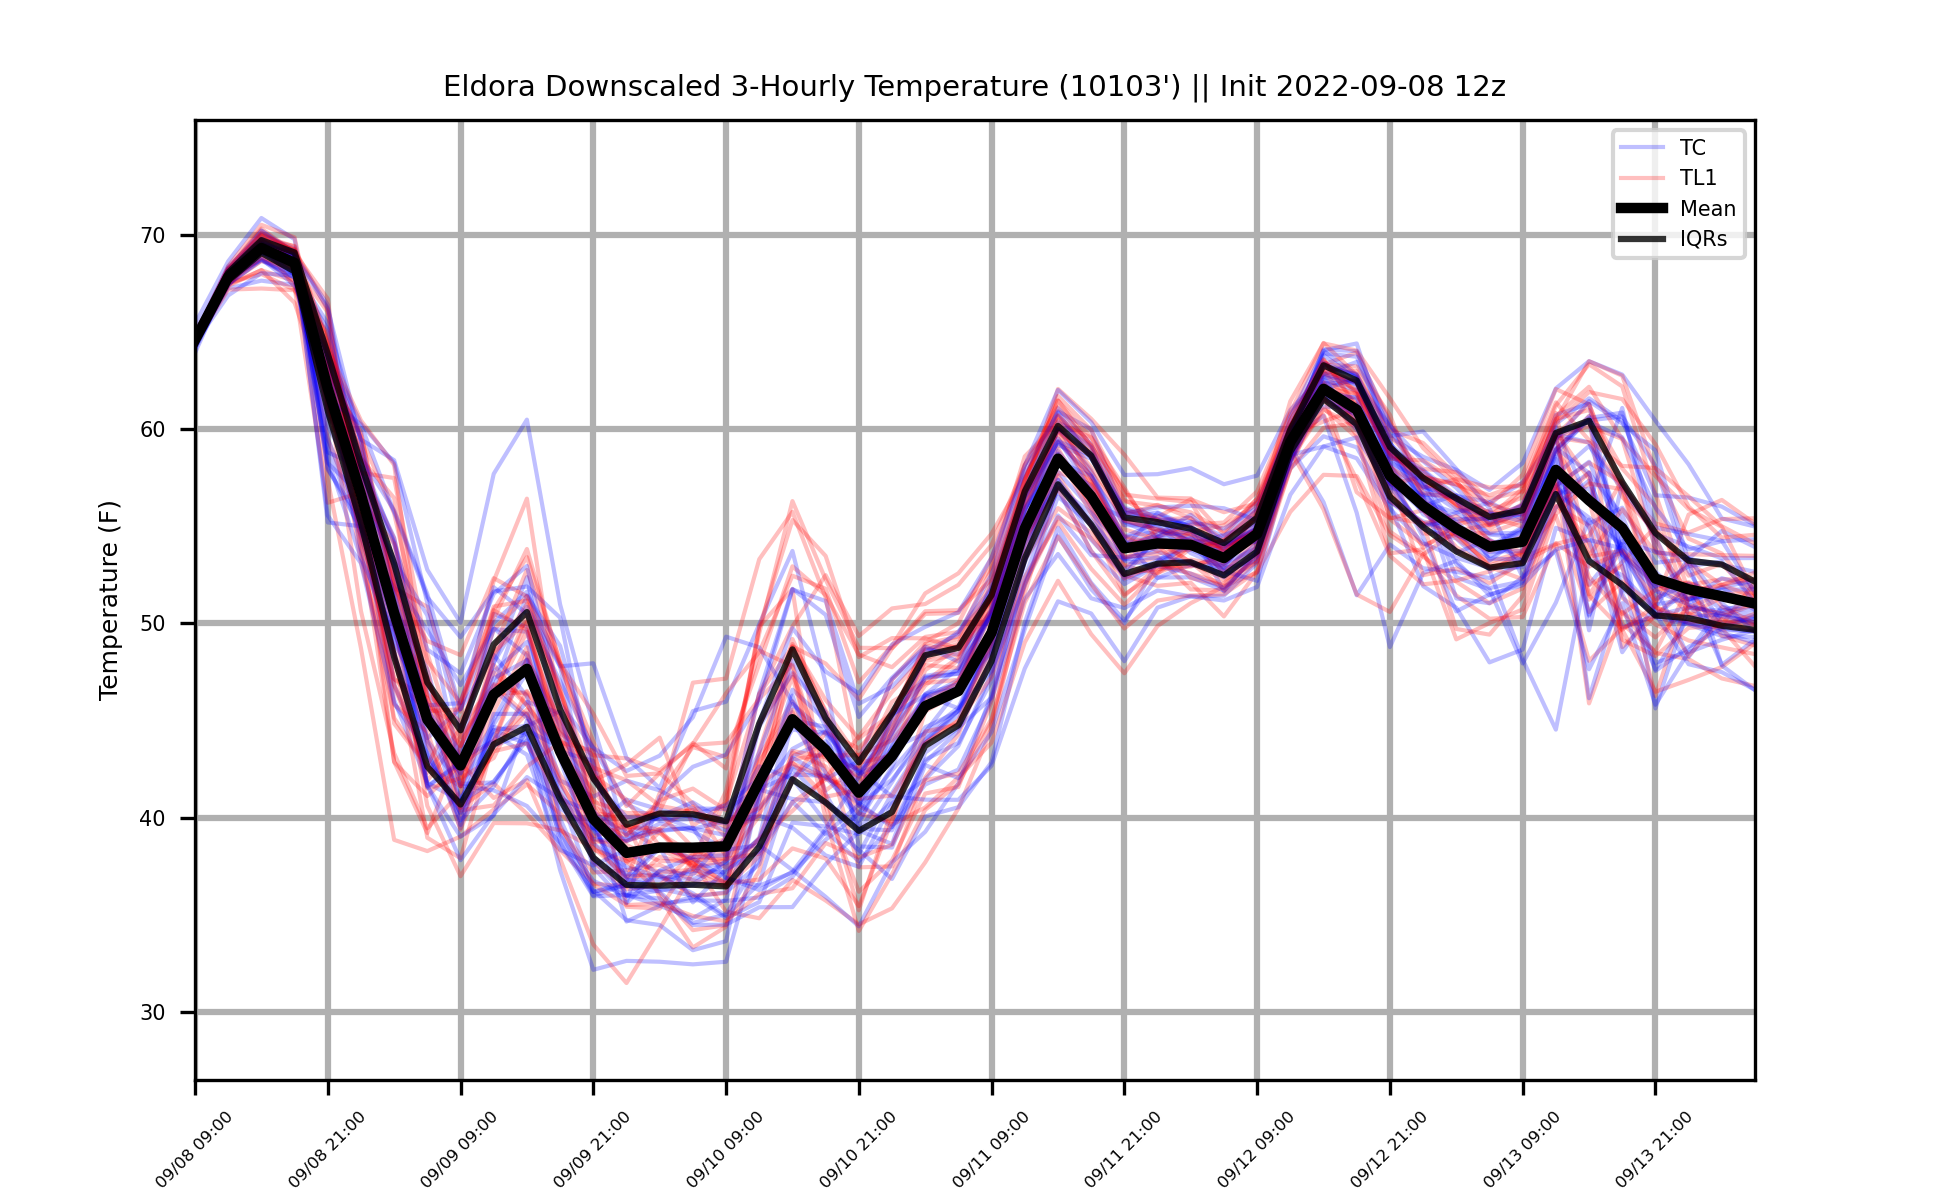 Eldora Downscaled 3-Hourly Temperature (10103') || Init 2022-09-08 12z
TC
TL1
Mean
IQRs
Temperature (F)
70
60
50
40
30
09/08 09:00
09/08 21:00
09/09 09:00
09/09 21:00
09/10 09:00
09/10 21:00
09/11 09:00
09/11 21:00
09/12 09:00
09/12 21:00
09/13 09:00
09/13 21:00